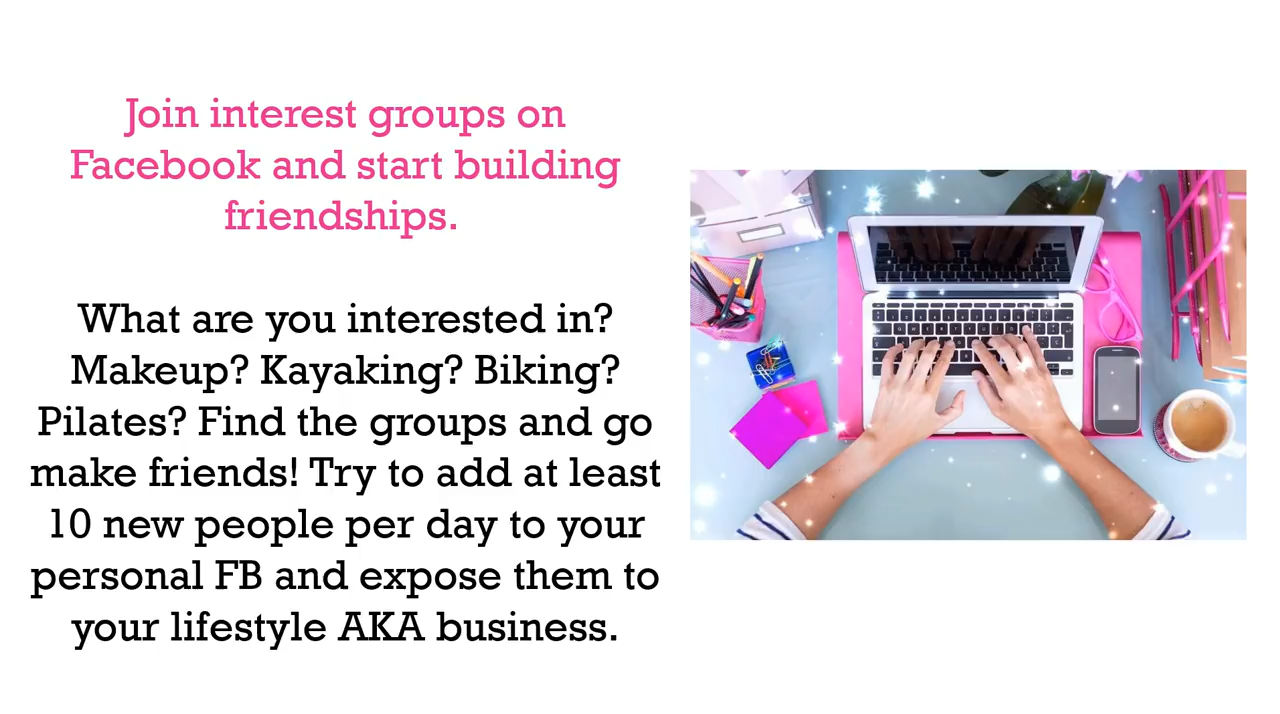 Join interest groups on
Facebook and start building
friendships.
What are you interested in?
Makeup? Kayaking? Biking?
Pilates? Find the groups and go
make friends! Try to add at least
10 new people per day to your
personal FB and expose them to
your lifestyle AKA business.